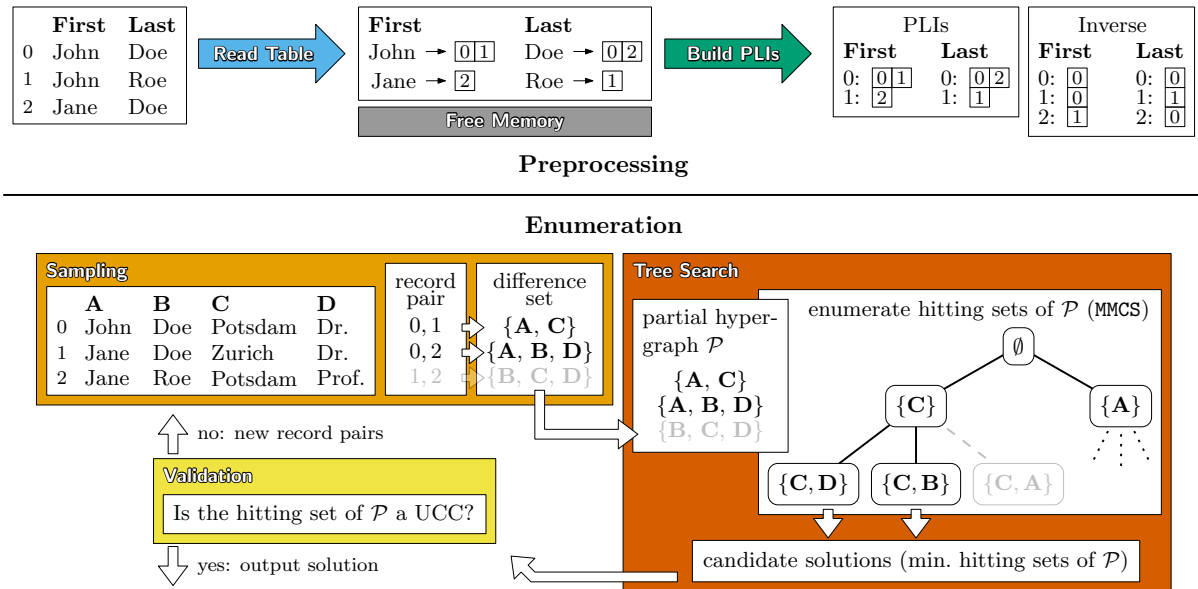 First Last
0 John Doe
1 John Roe
2 Jane Doe
Read Table
First Last
John → 0 1 Doe → 0 2
Jane → 2 Roe → 1
Free Memory
Build PLIs
PLIs
First Last
0: 0 1 0: 0 2
1: 2 1: 1
Inverse
First Last
0: 0 0: 0
1: 0 1: 1
2: 1 2: 0
Preprocessing
Enumeration
Sampling
A B C D
0 John Doe Potsdam Dr.
1 Jane Doe Zurich Dr.
2 Jane Roe Potsdam Prof.
record
pair
0, 1
0, 2
1, 2
difference
set
{A, C}
{A, B, D}
{B, C, D}
no: new record pairs
Validation
Is the hitting set of 𝒫 a UCC?
yes: output solution
Tree Search
partial hyper-
graph 𝒫
{A, C}
{A, B, D}
{B, C, D}
enumerate hitting sets of 𝒫 (MMCS)
∅
{C} {A}
{C, D} {C, B} {C, A}
candidate solutions (min. hitting sets of 𝒫)